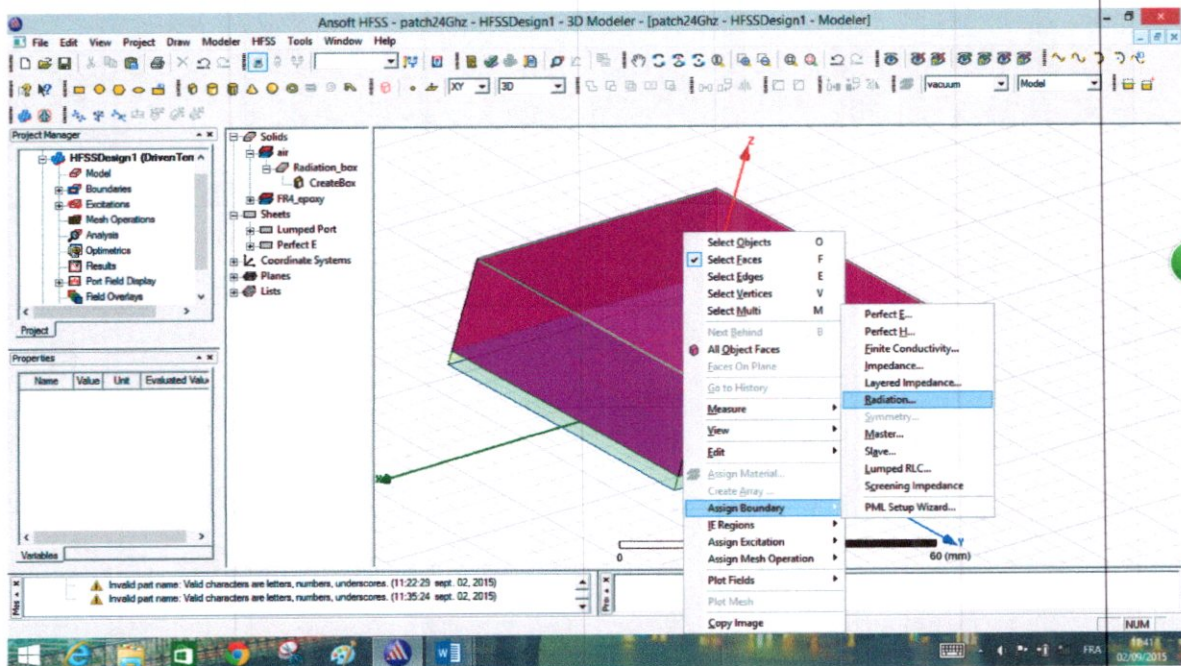 Ansoft HFSS - patch24Ghz - HFSSDesign1 - 3D Modeler - [patch24Ghz - HFSSDesign1 - Modeler]
File Edit View Project Draw Modeler HFSS Tools Window Help
XY 3D vacuum Model
Project Manager
HFSSDesign1 (DrivenTen
Model
Boundaries
Excitations
Mesh Operations
Analysis
Optimetrics
Results
Port Field Display
Field Overlays
Project
Properties
Name Value Unit Evaluated Valu
Variables
Solids
air
Radiation_box
CreateBox
FR4_epoxy
Sheets
Lumped Port
Perfect E
Coordinate Systems
Planes
Lists
Z
X
Y
0
60 (mm)
Select Objects O
Select Faces F
Select Edges E
Select Vertices V
Select Multi M
Next Behind B
All Object Faces
Faces On Plane
Go to History
Measure
View
Edit
Assign Material...
Create Array ...
Assign Boundary
IE Regions
Assign Excitation
Assign Mesh Operation
Plot Fields
Plot Mesh
Copy Image
Perfect E...
Perfect H...
Finite Conductivity...
Impedance...
Layered Impedance...
Radiation...
Symmetry...
Master...
Slave...
Lumped RLC...
Screening Impedance
PML Setup Wizard...
Invalid part name: Valid characters are letters, numbers, underscores. (11:22:29 sept. 02, 2015)
Invalid part name: Valid characters are letters, numbers, underscores. (11:35:24 sept. 02, 2015)
NUM
FRA
02/09/2015